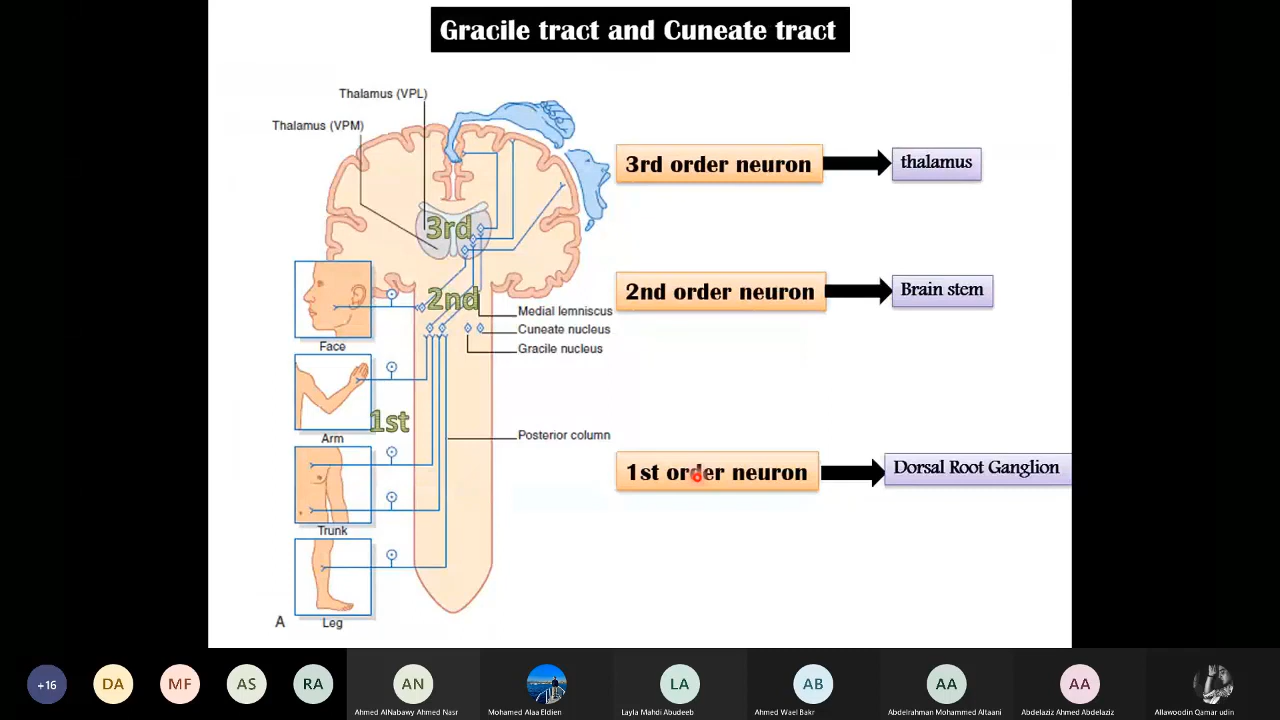 Gracile tract and Cuneate tract
Thalamus (VPL)
Thalamus (VPM)
3rd
2nd
1st
Face
Arm
Trunk
Leg
A
Medial lemniscus
Cuneate nucleus
Gracile nucleus
Posterior column
3rd order neuron
thalamus
2nd order neuron
Brain stem
1st order neuron
Dorsal Root Ganglion
+16
DA
MF
AS
RA
AN
Ahmed AlNabawy Ahmed Nasr
Mohamed Alaa Eldien
LA
Layla Mahdi Abudeeb
AB
Ahmed Wael Bakr
AA
Abdelrahman Mohammed Altaani
AA
Abdelaziz Ahmed Abdelaziz
Allawoodin Qamar udin